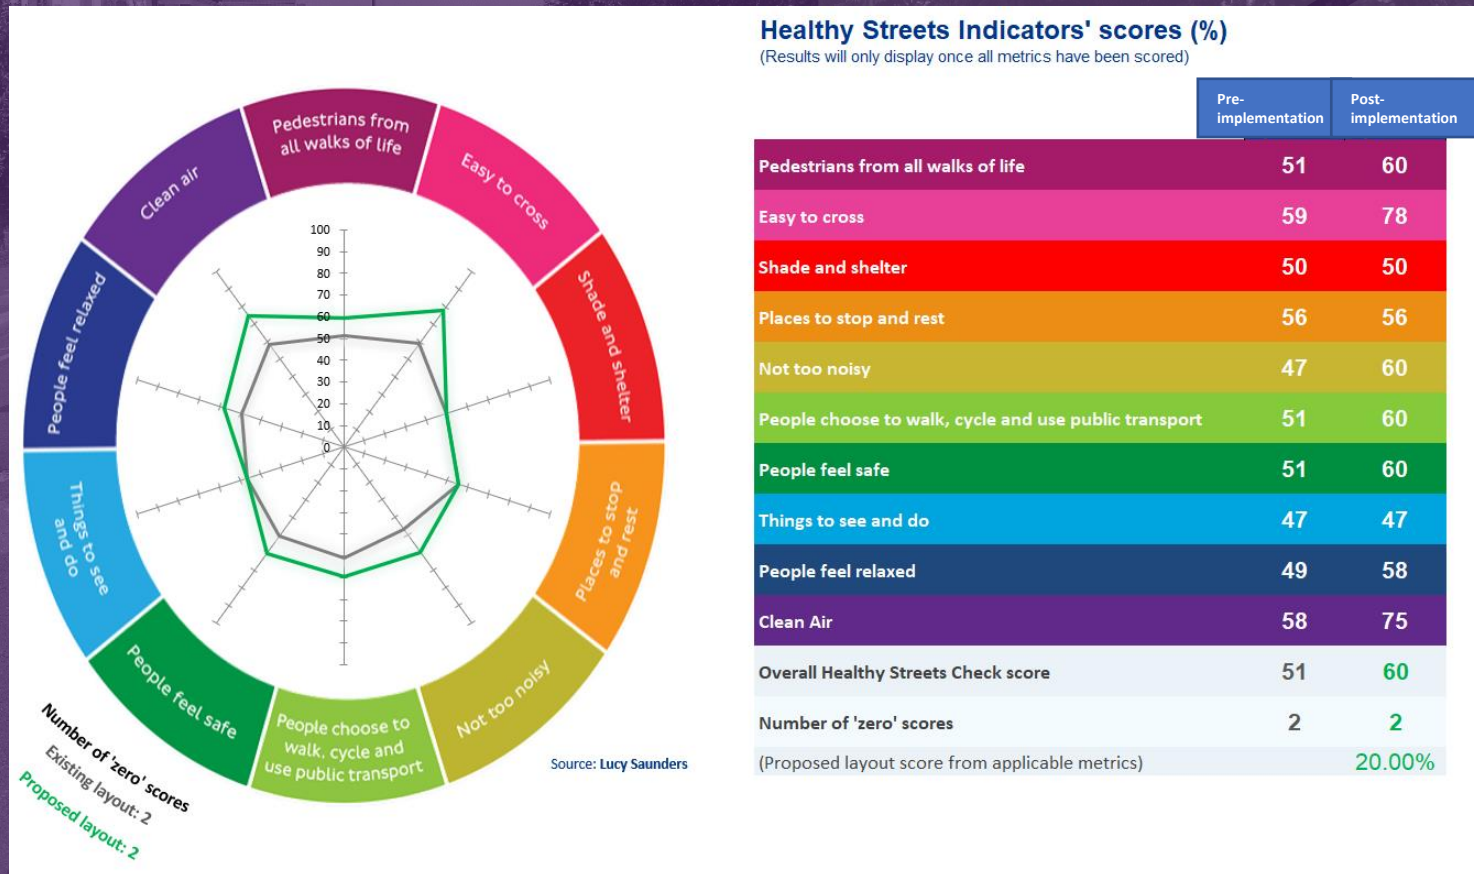 Healthy Streets Indicators' scores (%)
(Results will only display once all metrics have been scored)
Pre-
implementation
Post-
implementation
Pedestrians from all walks of life 51 60
Easy to cross 59 78
Shade and shelter 50 50
Places to stop and rest 56 56
Not too noisy 47 60
People choose to walk, cycle and use public transport 51 60
People feel safe 51 60
Things to see and do 47 47
People feel relaxed 49 58
Clean Air 58 75
Overall Healthy Streets Check score 51 60
Number of 'zero' scores 2 2
(Proposed layout score from applicable metrics) 20.00%
Pedestrians from
all walks of life
Easy to cross
Shade and shelter
Places to stop
and rest
Not too noisy
People choose to
walk, cycle and
use public transport
People feel safe
Things to see
and do
People feel relaxed
Clean air
100
90
80
70
60
50
40
30
20
10
0
Number of 'zero' scores
Existing layout: 2
Proposed layout: 2
Source: Lucy Saunders